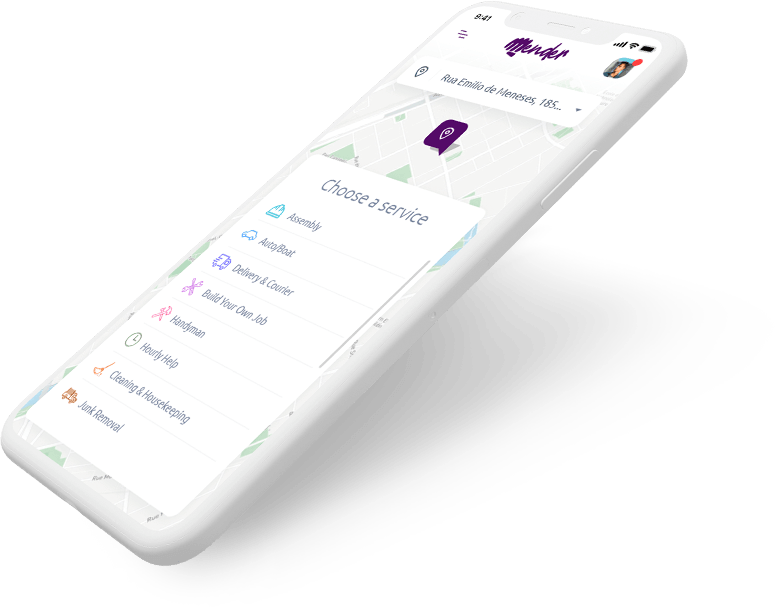 9:41
Mender
Rua Emilio de Meneses, 185...
Choose a service
Assembly
Auto/Boat
Delivery & Courier
Build Your Own Job
Handyman
Hourly Help
Cleaning & Housekeeping
Junk Removal